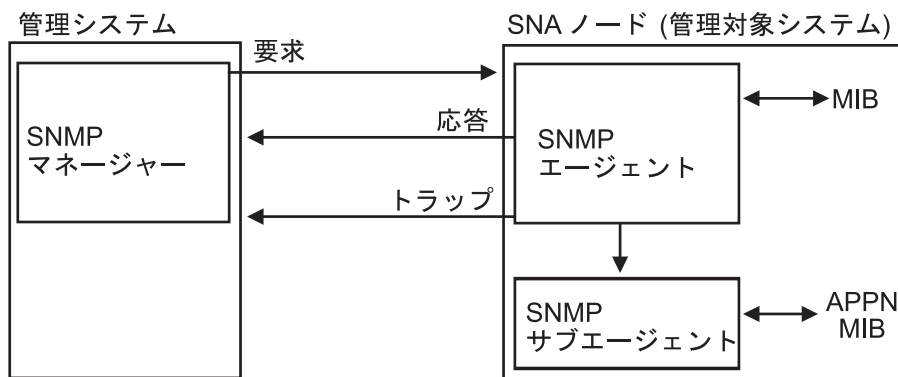 管理システム
SNA ノード (管理対象システム)
要求
SNMP
マネージャー
応答
SNMP
エージェント
MIB
トラップ
SNMP
サブエージェント
APPN
MIB